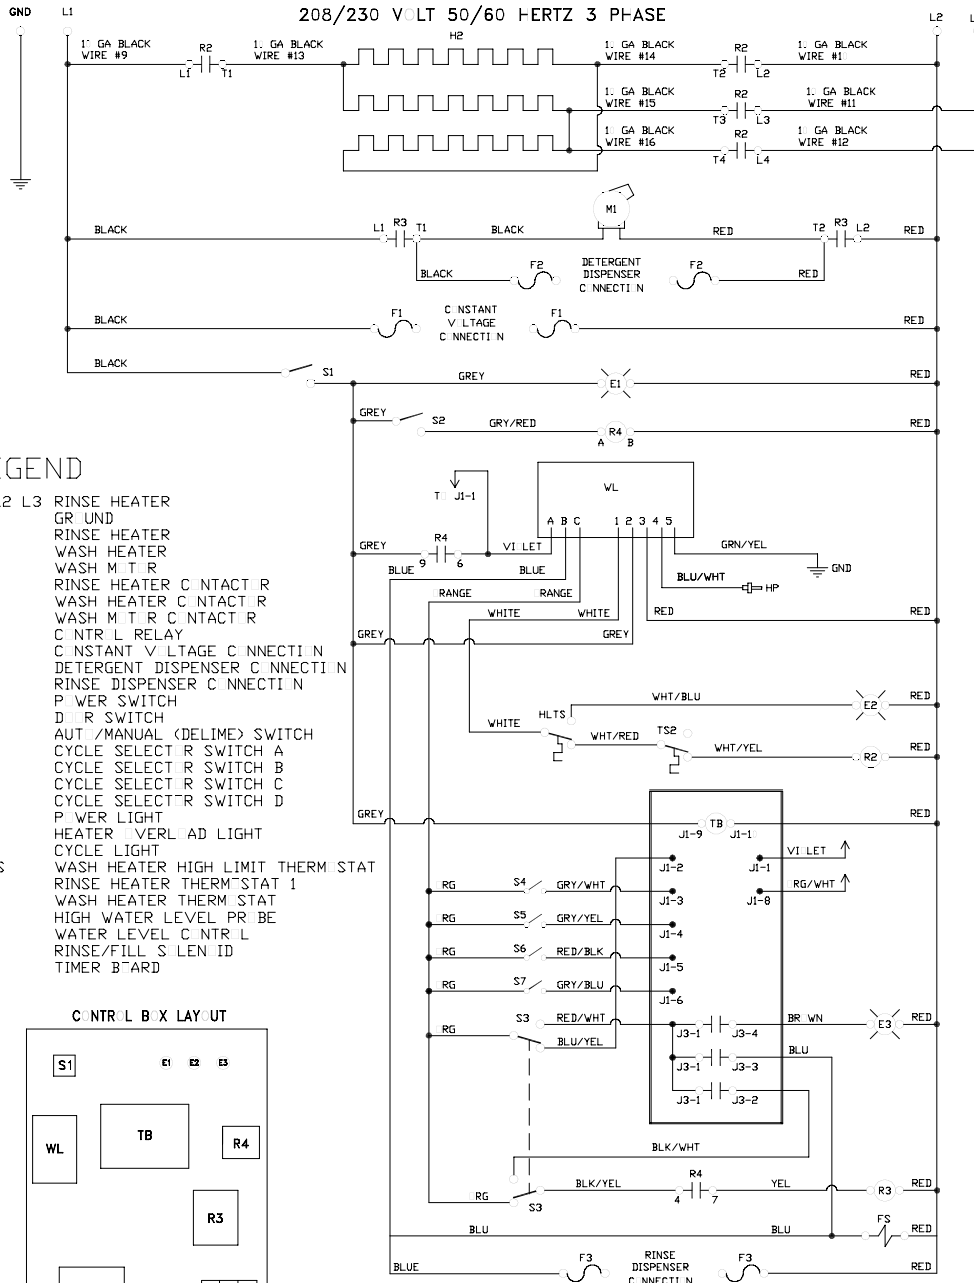 GND
L1
208/230 VOLT 50/60 HERTZ 3 PHASE
L2
10 GA BLACK
WIRE #9
L1 R2 T1
10 GA BLACK
WIRE #13
H2
10 GA BLACK
WIRE #14
T2 R2 L2
10 GA BLACK
WIRE #10
10 GA BLACK
WIRE #15
T3 R2 L3
10 GA BLACK
WIRE #11
10 GA BLACK
WIRE #16
T4 R2 L4
10 GA BLACK
WIRE #12
BLACK
L1 R3 T1
BLACK
M1
RED
T2 R3 L2
RED
BLACK
F2
DETERGENT
DISPENSER
CONNECTION
F2
RED
BLACK
F1
CONSTANT
VOLTAGE
CONNECTION
F1
RED
BLACK
S1
GREY
E1
RED
GREY
S2
GRY/RED
A R4 B
RED
TO J1-1
WL
A B C 1 2 3 4 5
GREY
R4
9 6
VIOLET
GRN/YEL
GND
BLUE
BLUE
BLU/WHT
HP
ORANGE
ORANGE
WHITE
WHITE
RED
RED
GREY
GREY
HLTS
WHT/BLU
E2
RED
WHITE
WHT/RED
TS2
WHT/YEL
R2
RED
GREY
J1-9 TB J1-10
RED
J1-2
J1-1
VIOLET
ORG
S4
GRY/WHT
J1-3
J1-8
ORG/WHT
ORG
S5
GRY/YEL
J1-4
ORG
S6
RED/BLK
J1-5
ORG
S7
GRY/BLU
J1-6
ORG
S3
RED/WHT
BLU/YEL
J3-1 J3-4
BROWN
E3
RED
J3-1 J3-3
BLU
J3-1 J3-2
BLK/WHT
ORG
S3
BLK/YEL
R4
4 7
YEL
R3
RED
BLU
BLU
FS
RED
BLUE
F3
RINSE
DISPENSER
CONNECTION
F3
RED
EGEND
L2 L3 RINSE HEATER
GROUND
RINSE HEATER
WASH HEATER
WASH MOTOR
RINSE HEATER CONTACTOR
WASH HEATER CONTACTOR
WASH MOTOR CONTACTOR
CONTROL RELAY
CONSTANT VOLTAGE CONNECTION
DETERGENT DISPENSER CONNECTION
RINSE DISPENSER CONNECTION
POWER SWITCH
DOOR SWITCH
AUTO/MANUAL (DELIME) SWITCH
CYCLE SELECTOR SWITCH A
CYCLE SELECTOR SWITCH B
CYCLE SELECTOR SWITCH C
CYCLE SELECTOR SWITCH D
POWER LIGHT
HEATER OVERLOAD LIGHT
CYCLE LIGHT
S WASH HEATER HIGH LIMIT THERMOSTAT
RINSE HEATER THERMOSTAT 1
WASH HEATER THERMOSTAT
HIGH WATER LEVEL PROBE
WATER LEVEL CONTROL
RINSE/FILL SOLENOID
TIMER BOARD
CONTROL BOX LAYOUT
S1
E1 E2 E3
WL
TB
R4
R3